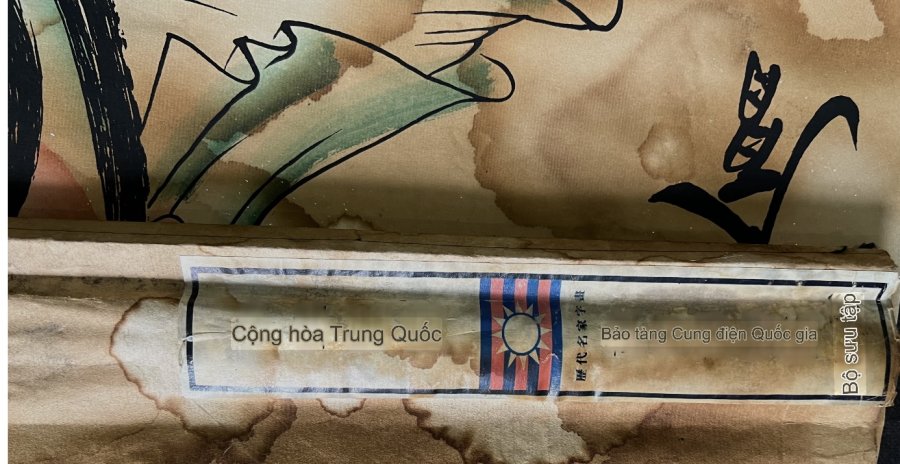 Cộng hòa Trung Quốc
歷代名家字畫
Bảo tàng Cung điện Quốc gia
Bộ sưu tập